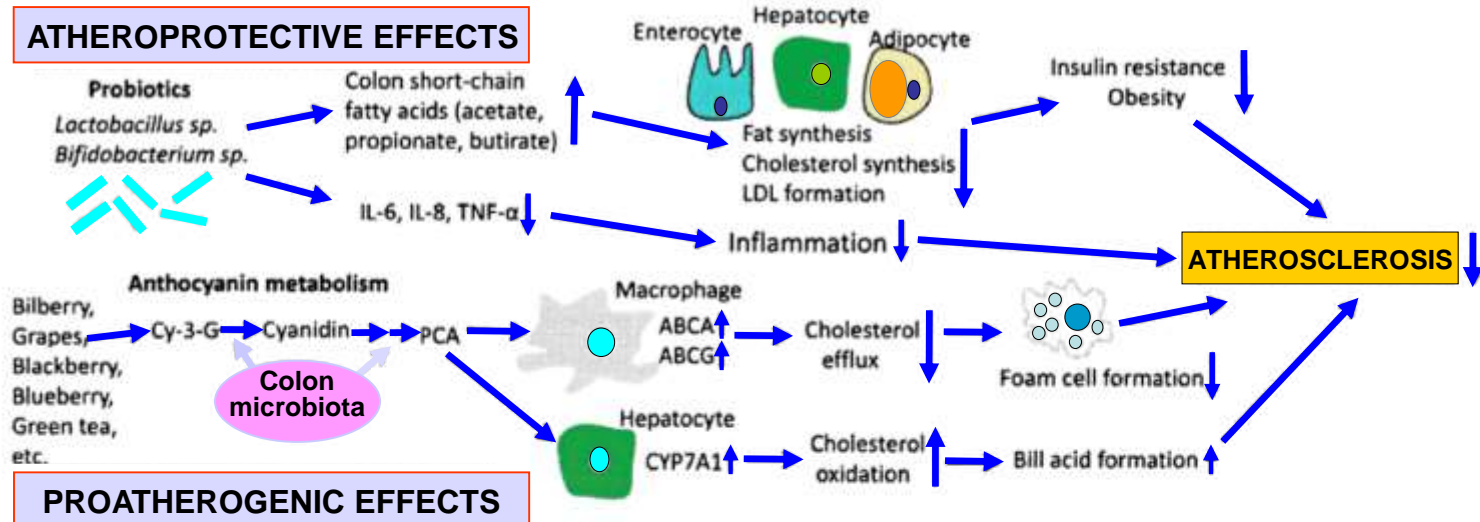 ATHEROPROTECTIVE EFFECTS
Probiotics
Lactobacillus sp.
Bifidobacterium sp.
Colon short-chain
fatty acids (acetate,
propionate, butirate)
Enterocyte
Hepatocyte
Adipocyte
Fat synthesis
Cholesterol synthesis
LDL formation
Insulin resistance
Obesity
IL-6, IL-8, TNF-α
Inflammation
ATHEROSCLEROSIS
Anthocyanin metabolism
Bilberry,
Grapes,
Blackberry,
Blueberry,
Green tea,
etc.
Cy-3-G
Cyanidin
PCA
Colon
microbiota
Macrophage
ABCA
ABCG
Cholesterol
efflux
Foam cell formation
Hepatocyte
CYP7A1
Cholesterol
oxidation
Bill acid formation
PROATHEROGENIC EFFECTS